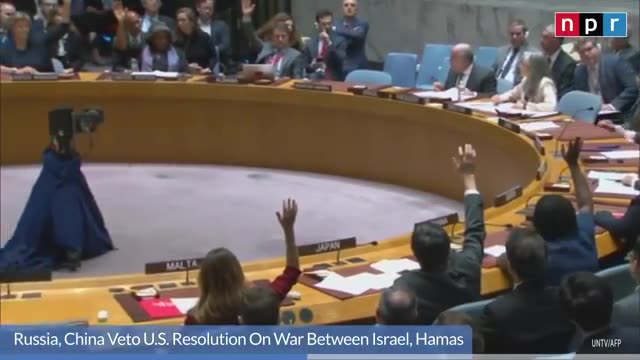 npr
JAPAN
MALTA
Russia, China Veto U.S. Resolution On War Between Israel, Hamas
UNTV/AFP